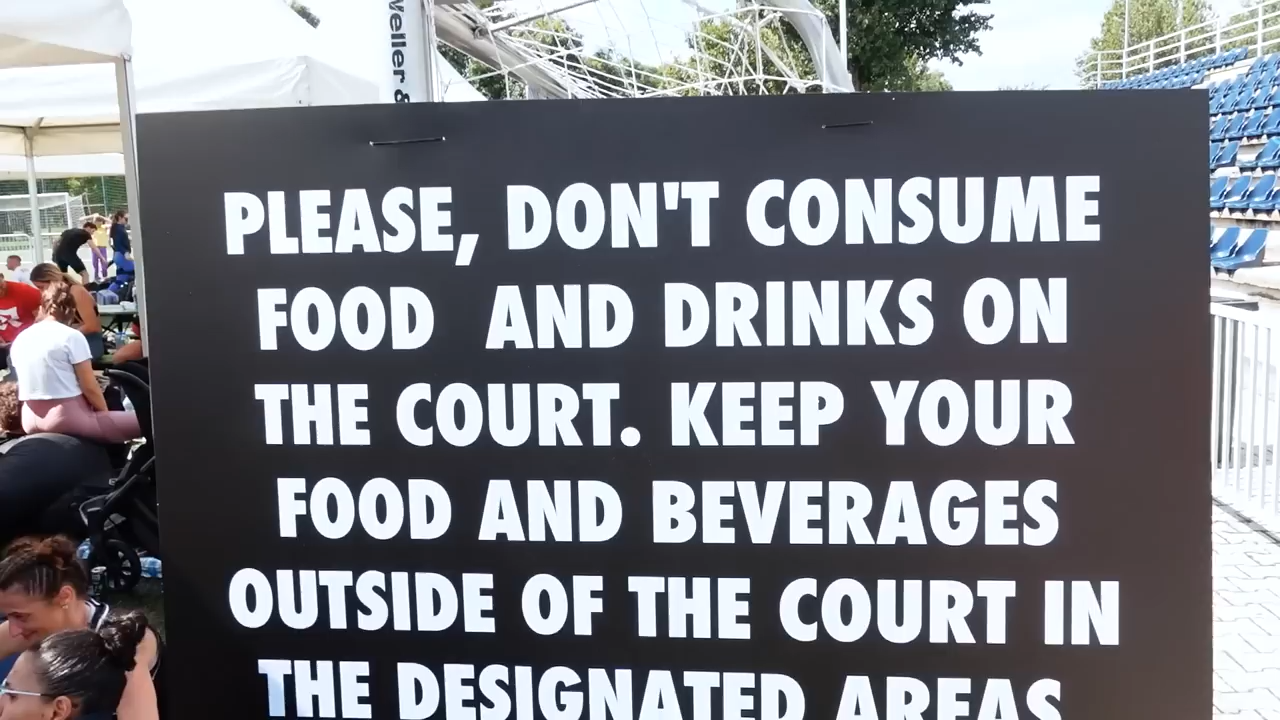 eller &
PLEASE, DON'T CONSUME
FOOD AND DRINKS ON
THE COURT. KEEP YOUR
FOOD AND BEVERAGES
OUTSIDE OF THE COURT IN
THE DESIGNATED AREAS